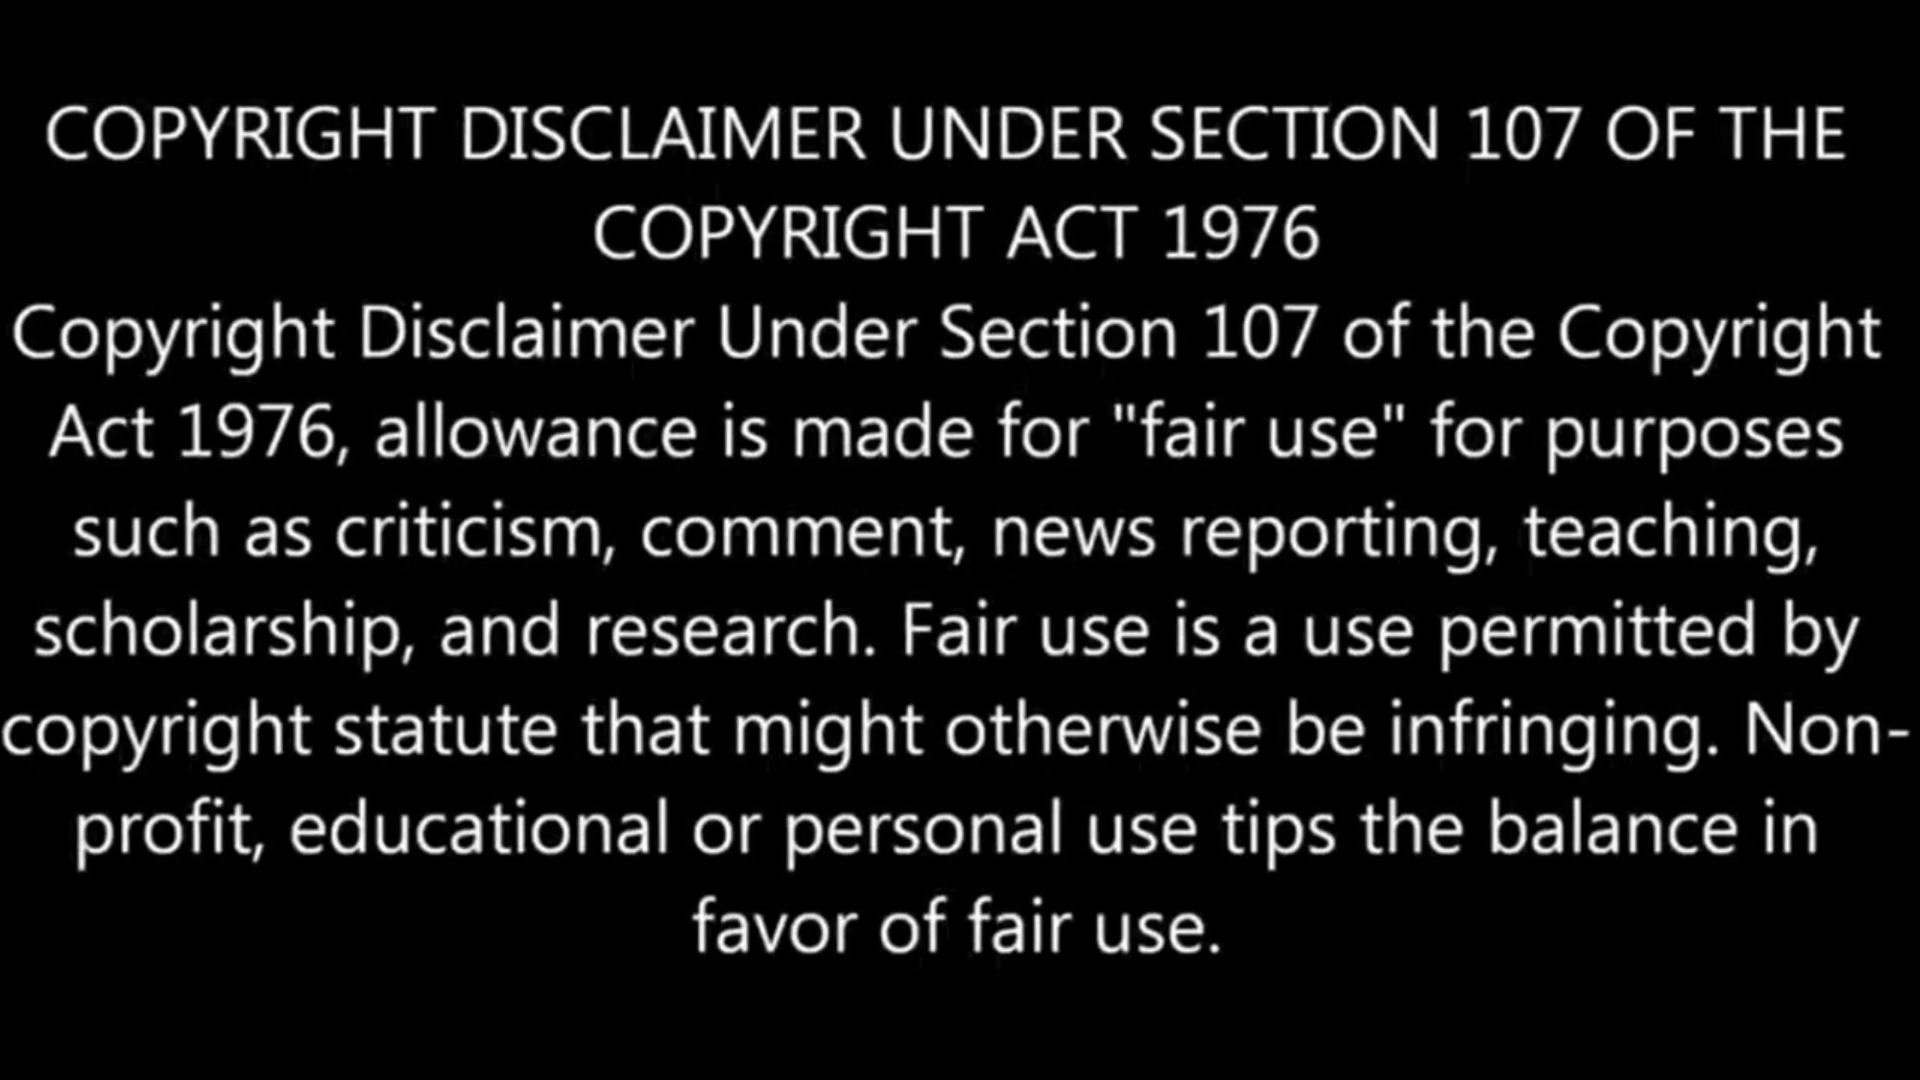 COPYRIGHT DISCLAIMER UNDER SECTION 107 OF THE
COPYRIGHT ACT 1976
Copyright Disclaimer Under Section 107 of the Copyright
Act 1976, allowance is made for "fair use" for purposes
such as criticism, comment, news reporting, teaching,
scholarship, and research. Fair use is a use permitted by
copyright statute that might otherwise be infringing. Non-
profit, educational or personal use tips the balance in
favor of fair use.